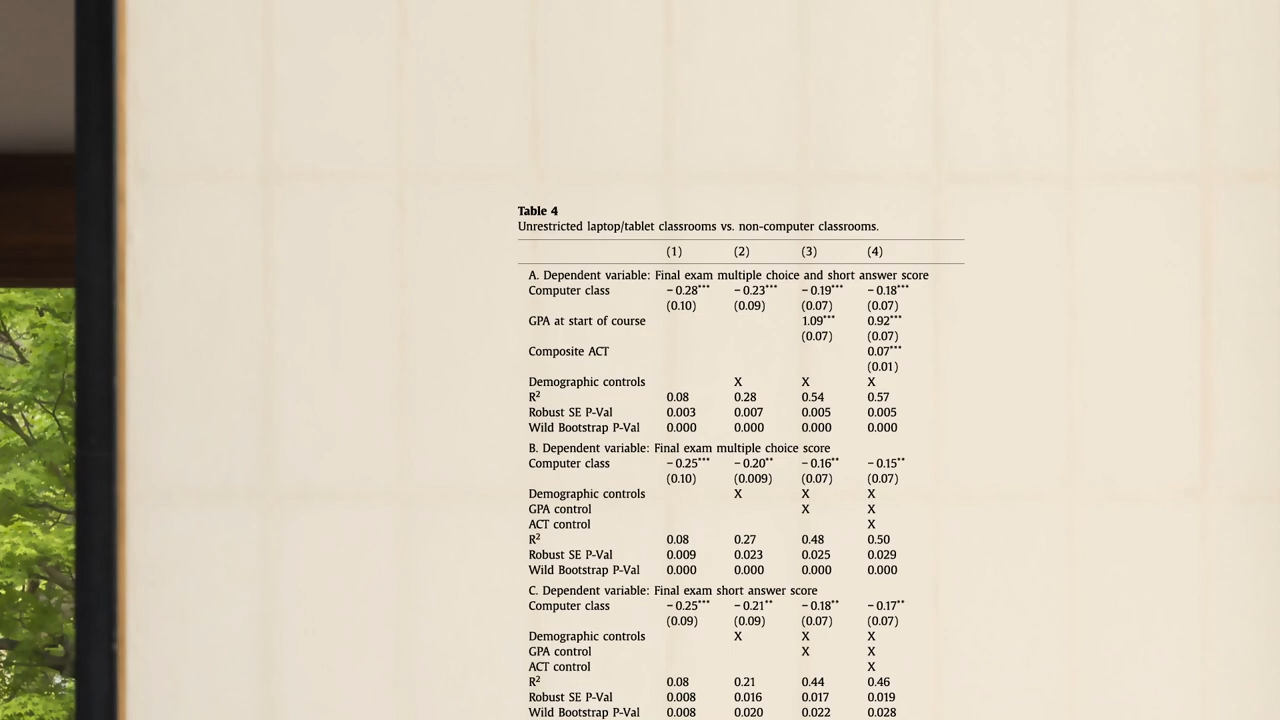 Table 4
Unrestricted laptop/tablet classrooms vs. non-computer classrooms.
(1) (2) (3) (4)
A. Dependent variable: Final exam multiple choice and short answer score
Computer class −0.28*** −0.23*** −0.19*** −0.18***
(0.10) (0.09) (0.07) (0.07)
GPA at start of course 1.09*** 0.92***
(0.07) (0.07)
Composite ACT 0.07***
(0.01)
Demographic controls X X X
R² 0.08 0.28 0.54 0.57
Robust SE P-Val 0.003 0.007 0.005 0.005
Wild Bootstrap P-Val 0.000 0.000 0.000 0.000
B. Dependent variable: Final exam multiple choice score
Computer class −0.25*** −0.20** −0.16** −0.15**
(0.10) (0.009) (0.07) (0.07)
Demographic controls X X X
GPA control X X
ACT control X
R² 0.08 0.27 0.48 0.50
Robust SE P-Val 0.009 0.023 0.025 0.029
Wild Bootstrap P-Val 0.000 0.000 0.000 0.000
C. Dependent variable: Final exam short answer score
Computer class −0.25*** −0.21** −0.18** −0.17**
(0.09) (0.09) (0.07) (0.07)
Demographic controls X X X
GPA control X X
ACT control X
R² 0.08 0.21 0.44 0.46
Robust SE P-Val 0.008 0.016 0.017 0.019
Wild Bootstrap P-Val 0.008 0.020 0.022 0.028